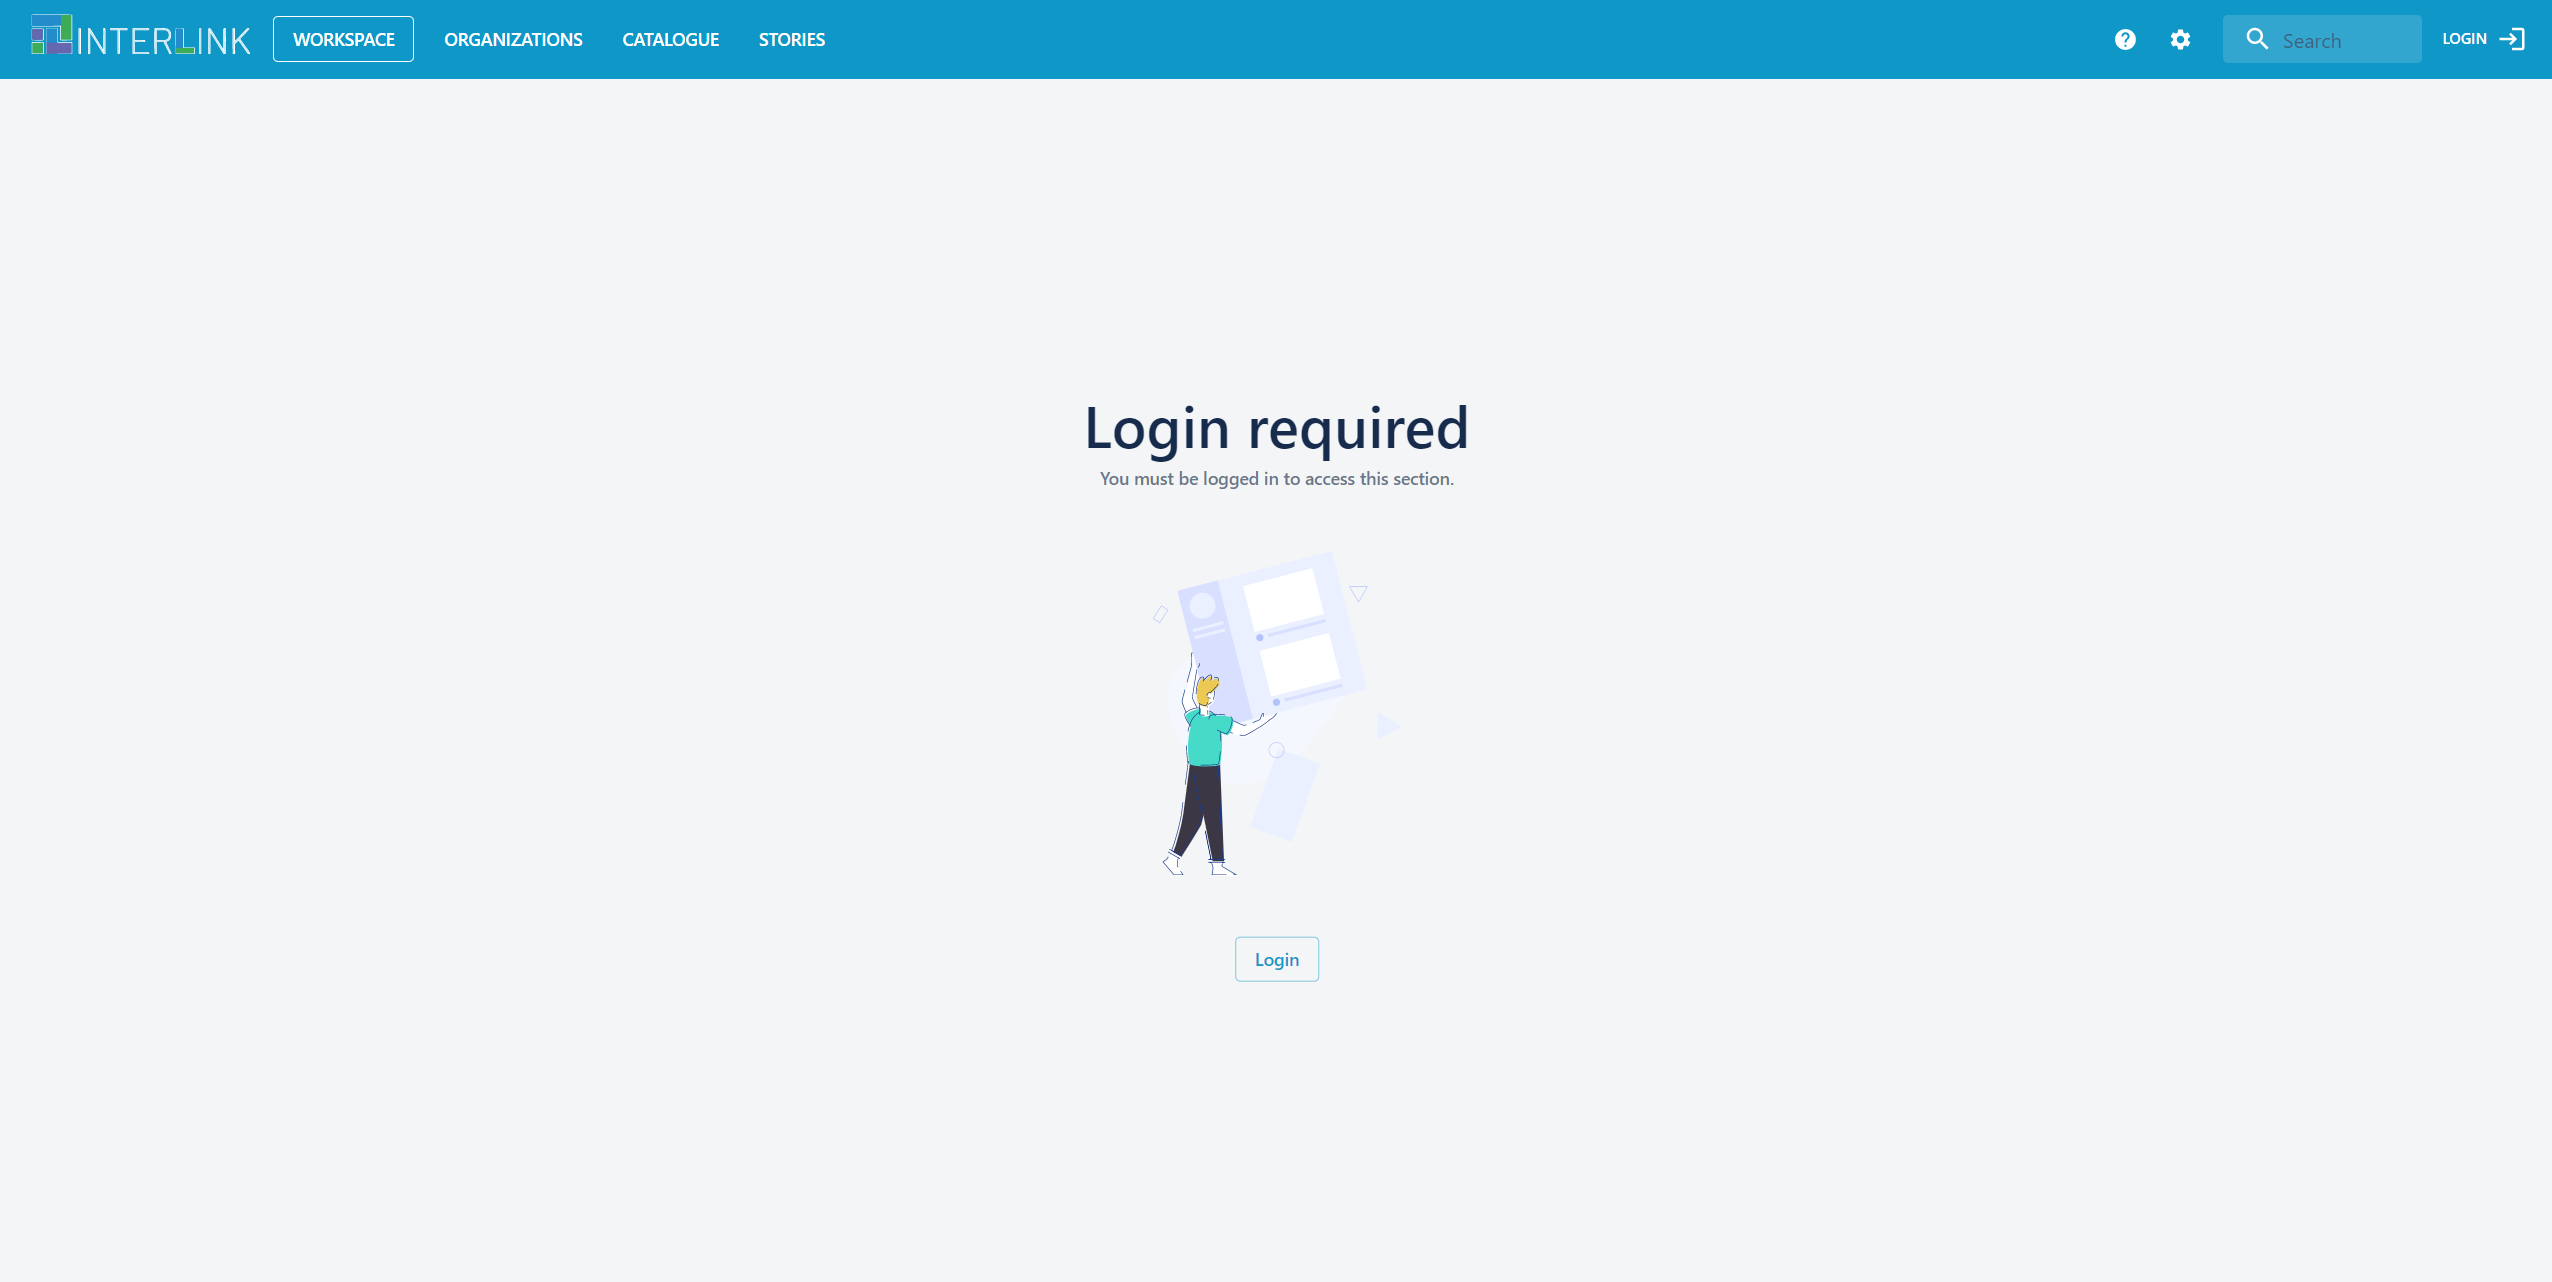 INTERLINK
WORKSPACE
ORGANIZATIONS
CATALOGUE
STORIES
Search
LOGIN
Login required
You must be logged in to access this section.
Login